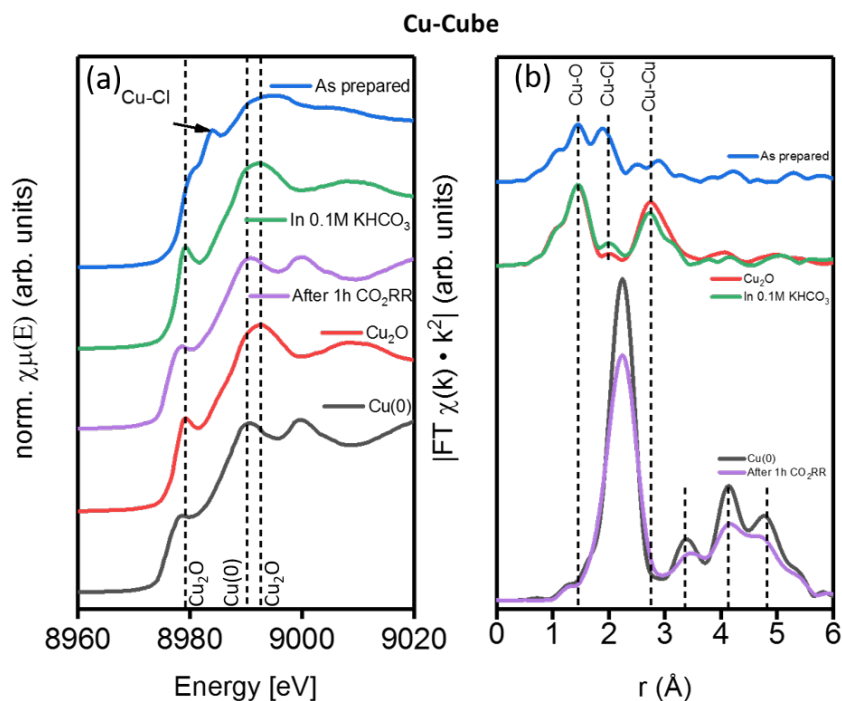 Cu-Cube
(a)
Cu-Cl
As prepared
In 0.1M KHCO₃
After 1h CO₂RR
Cu₂O
Cu(0)
Cu₂O
Cu(0)
Cu₂O
norm. χμ(E) (arb. units)
8960 8980 9000 9020
Energy [eV]
(b)
Cu-O
Cu-Cl
Cu-Cu
As prepared
Cu₂O
In 0.1M KHCO₃
Cu(0)
After 1h CO₂RR
|FT χ(k) • k²| (arb. units)
0 1 2 3 4 5 6
r (Å)